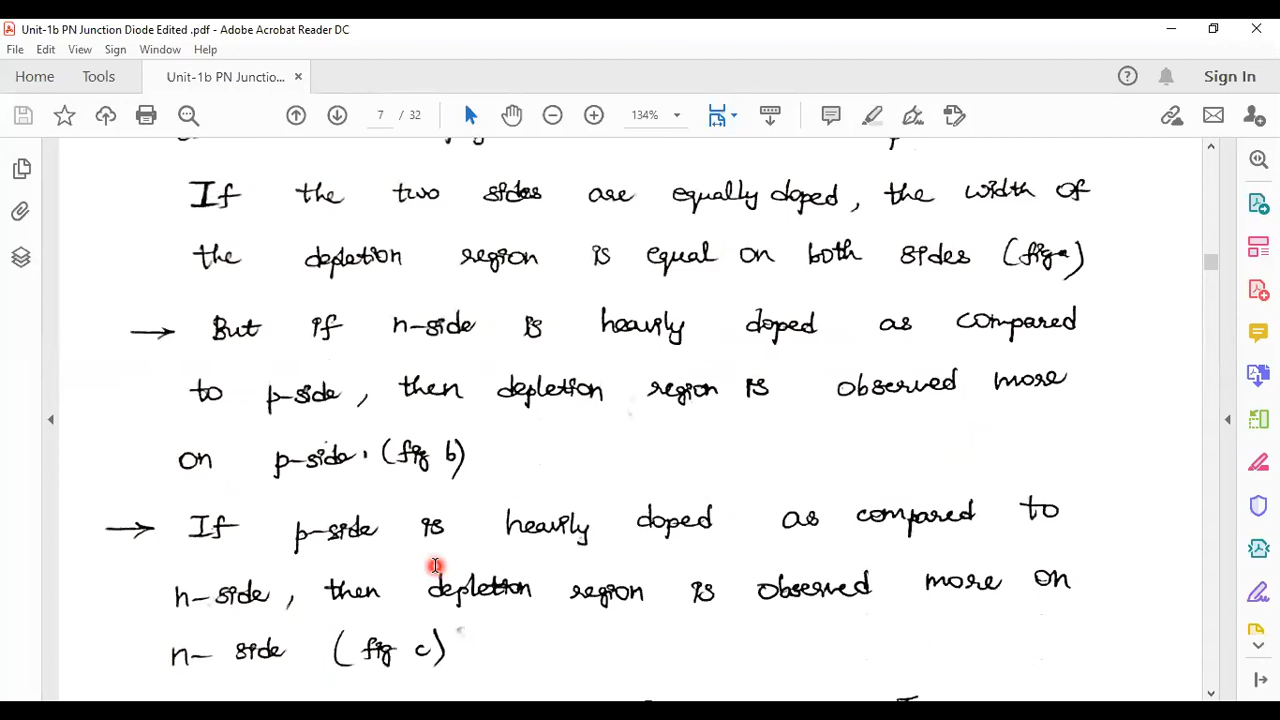 Unit-1b PN Junction Diode Edited .pdf - Adobe Acrobat Reader DC
File Edit View Sign Window Help
Home Tools Unit-1b PN Junctio... × Sign In
7 / 32 134%
If the two sides are equally doped, the width of
the depletion region is equal on both sides (fig a)
→ But if n-side is heavily doped as compared
to p-side, then depletion region is observed more
on p-side. (fig b)
→ If p-side is heavily doped as compared to
n-side, then depletion region is observed more on
n- side (fig c)